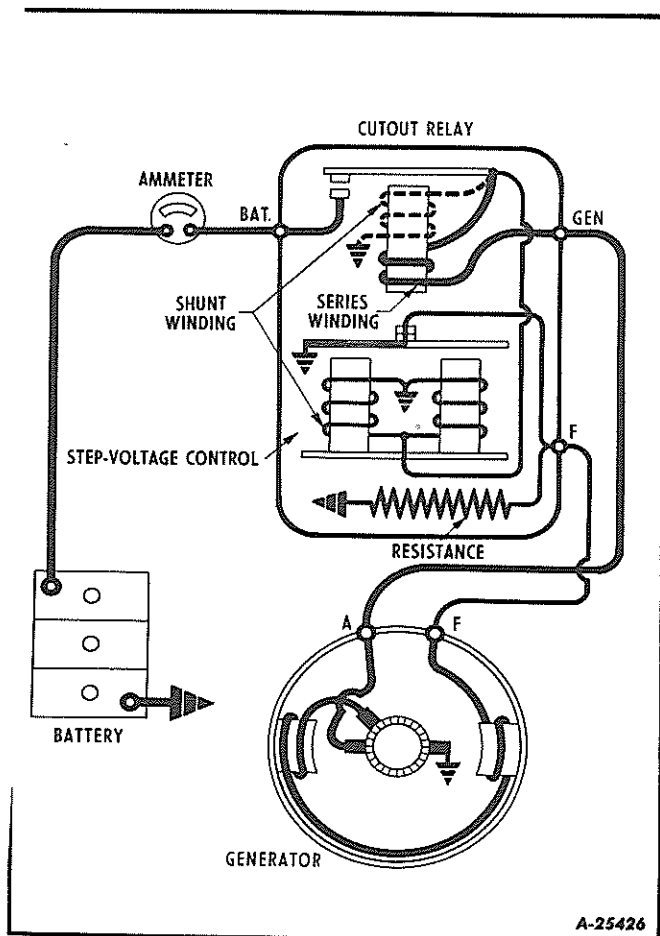 CUTOUT RELAY
AMMETER
BAT.
GEN
SHUNT
WINDING
SERIES
WINDING
STEP-VOLTAGE CONTROL
F
RESISTANCE
A
F
BATTERY
GENERATOR
A-25426